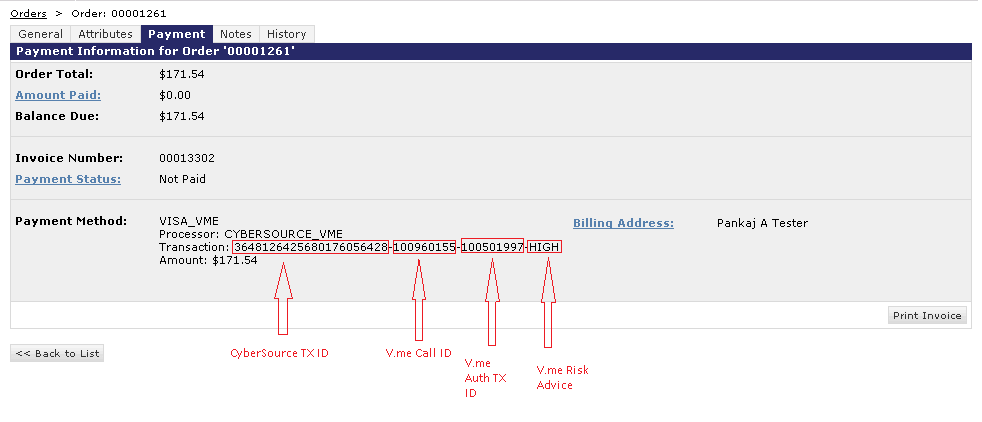 Orders > Order: 00001261
General Attributes Payment Notes History
Payment Information for Order '00001261'
Order Total: $171.54
Amount Paid: $0.00
Balance Due: $171.54
Invoice Number: 00013302
Payment Status: Not Paid
Payment Method: VISA_VME
Processor: CYBERSOURCE_VME
Transaction: 3648126425680176056428-100960155-100501997-HIGH
Amount: $171.54
Billing Address: Pankaj A Tester
Print Invoice
<< Back to List
CyberSource TX ID
V.me Call ID
V.me
Auth TX
ID
V.me Risk
Advice